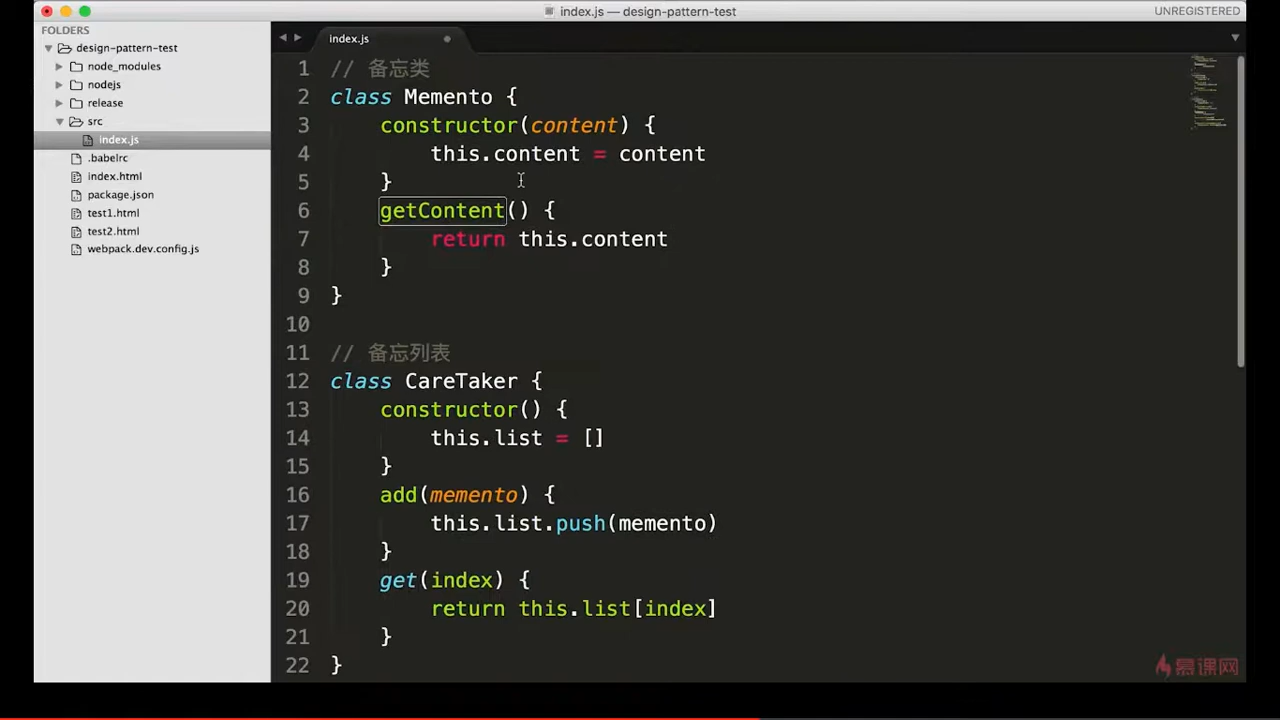 index.js — design-pattern-test
UNREGISTERED
FOLDERS
design-pattern-test
node_modules
nodejs
release
src
index.js
.babelrc
index.html
package.json
test1.html
test2.html
webpack.dev.config.js
index.js
1 // 备忘类
2 class Memento {
3 constructor(content) {
4 this.content = content
5 }
6 getContent() {
7 return this.content
8 }
9 }
10
11 // 备忘列表
12 class CareTaker {
13 constructor() {
14 this.list = []
15 }
16 add(memento) {
17 this.list.push(memento)
18 }
19 get(index) {
20 return this.list[index]
21 }
22 }
慕课网